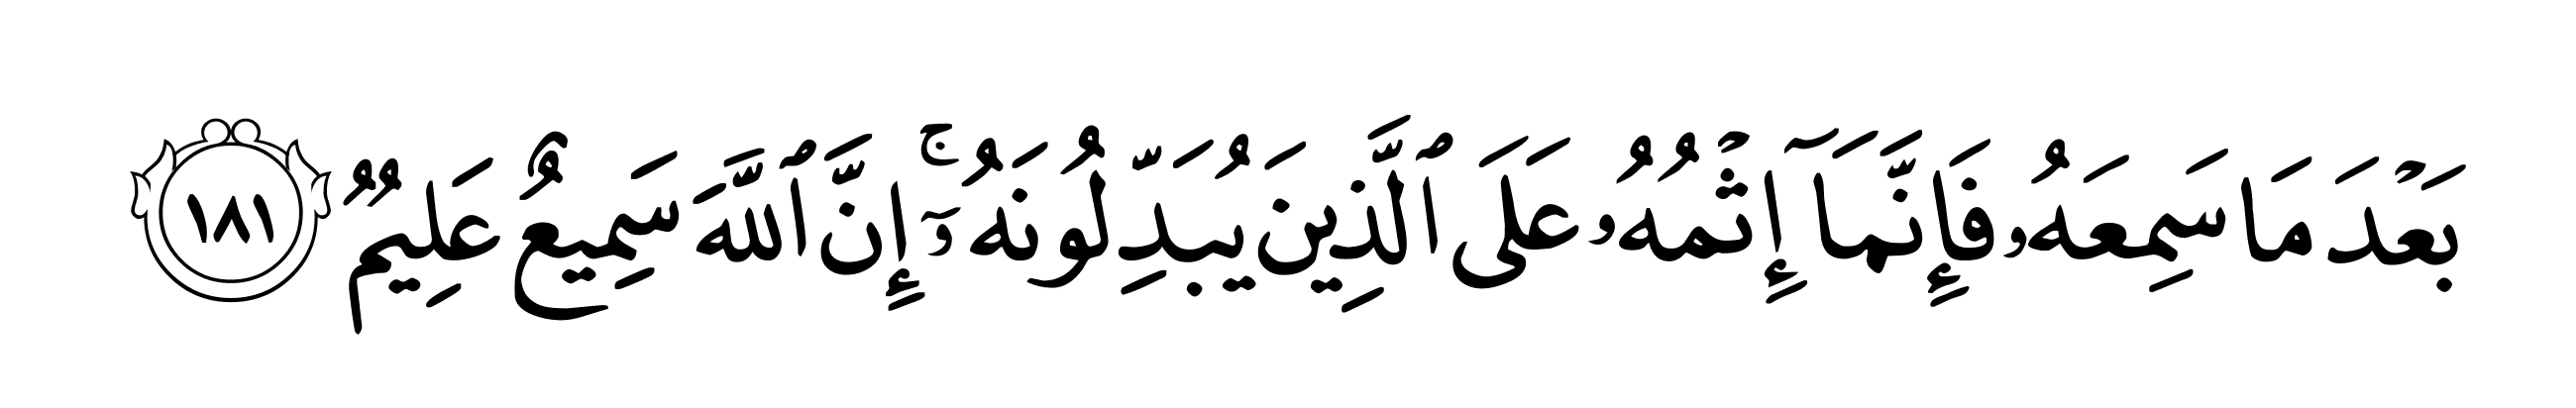 بَعْدَ مَا سَمِعَهُۥ فَإِنَّمَآ إِثْمُهُۥ عَلَى ٱلَّذِينَ يُبَدِّلُونَهُۥٓ ۚ إِنَّ ٱللَّهَ سَمِيعٌ عَلِيمٌ ١٨١